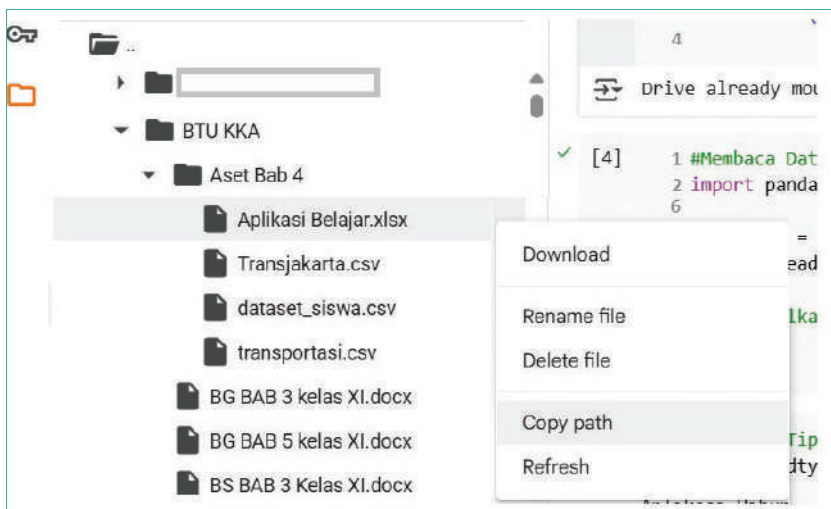 ..
BTU KKA
Aset Bab 4
Aplikasi Belajar.xlsx
Transjakarta.csv
dataset_siswa.csv
transportasi.csv
BG BAB 3 kelas XI.docx
BG BAB 5 kelas XI.docx
BS BAB 3 Kelas XI.docx
Download
Rename file
Delete file
Copy path
Refresh
4
Drive already mou
[4]
1 #Membaca Dat
2 import panda
6
=
ead
lka
Tip
dty